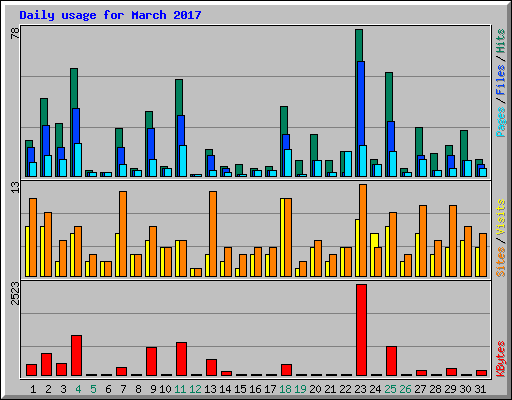 Daily usage for March 2017
78
Pages / Files / Hits
13
Sites / Visits
2523
KBytes
1 2 3 4 5 6 7 8 9 10 11 12 13 14 15 16 17 18 19 20 21 22 23 24 25 26 27 28 29 30 31